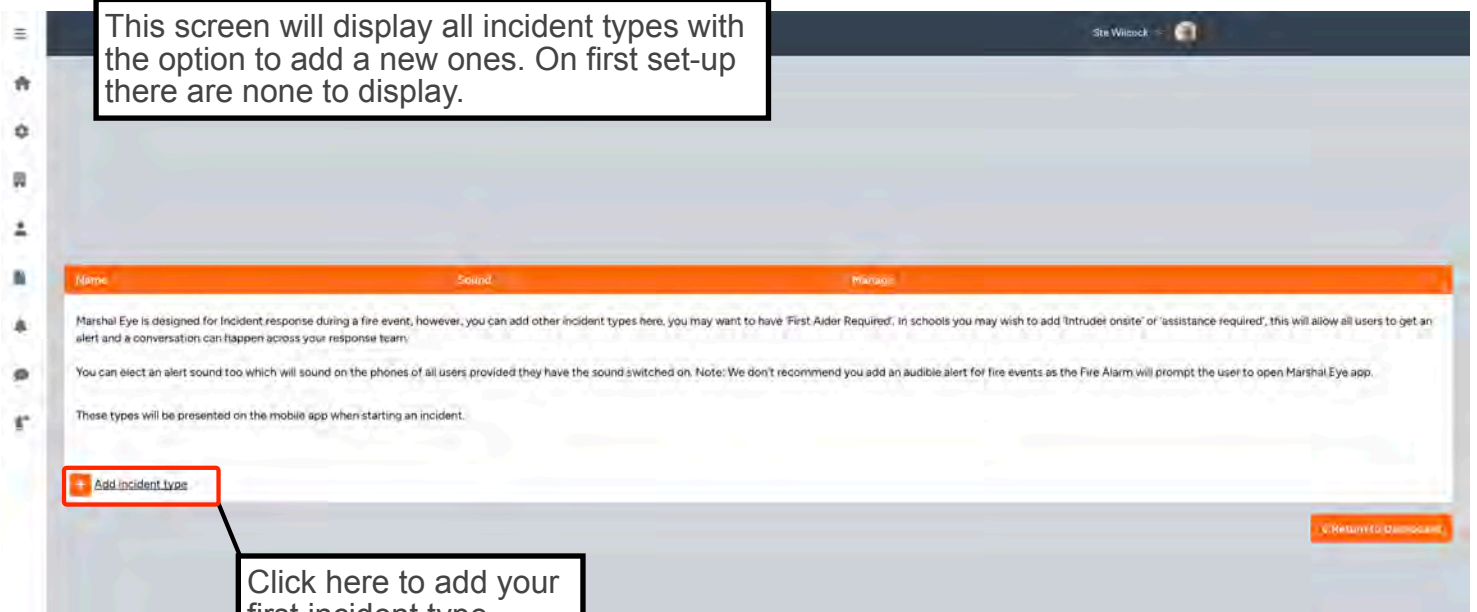 This screen will display all incident types with
the option to add a new ones. On first set-up
there are none to display.
Ste Wilcock
Name Sound Manage
Marshal Eye is designed for Incident response during a fire event, however, you can add other incident types here, you may want to have 'First Aider Required'. In schools you may wish to add 'Intruder onsite' or 'assistance required', this will allow all users to get an
alert and a conversation can happen across your response team.
You can elect an alert sound too which will sound on the phones of all users provided they have the sound switched on. Note: We don't recommend you add an audible alert for fire events as the Fire Alarm will prompt the user to open Marshal Eye app.
These types will be presented on the mobile app when starting an incident.
+ Add incident type
< Return to Dashboard
Click here to add your
first incident type